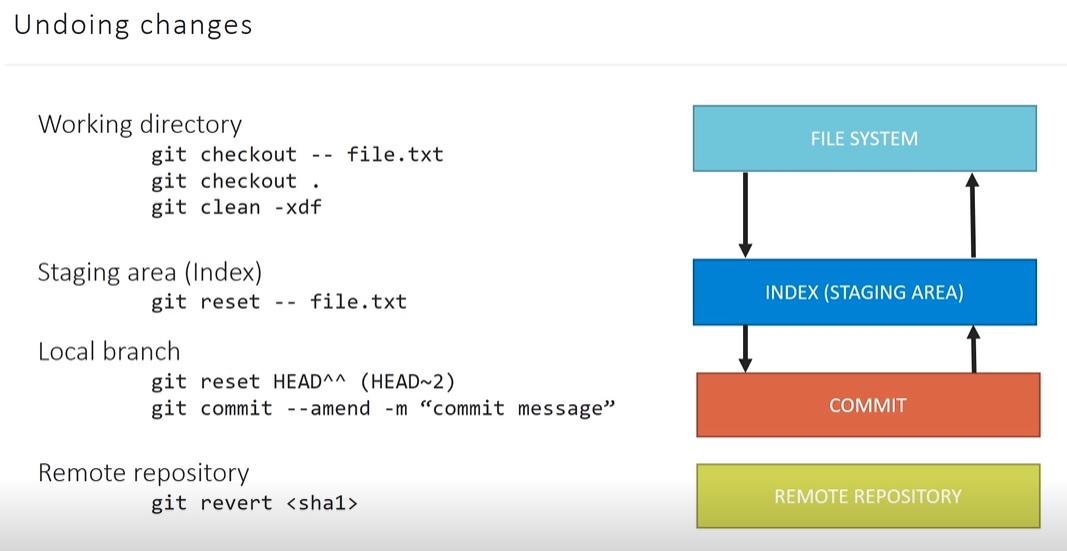 Undoing changes
Working directory
git checkout -- file.txt
git checkout .
git clean -xdf
Staging area (Index)
git reset -- file.txt
Local branch
git reset HEAD^^ (HEAD~2)
git commit --amend -m “commit message”
Remote repository
git revert <sha1>
FILE SYSTEM
INDEX (STAGING AREA)
COMMIT
REMOTE REPOSITORY